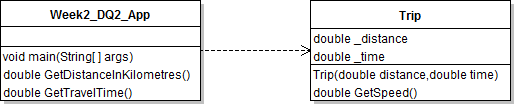 Week2_DQ2_App
void main(String[ ] args)
double GetDistanceInKilometres()
double GetTravelTime()
Trip
double _distance
double _time
Trip(double distance,double time)
double GetSpeed()